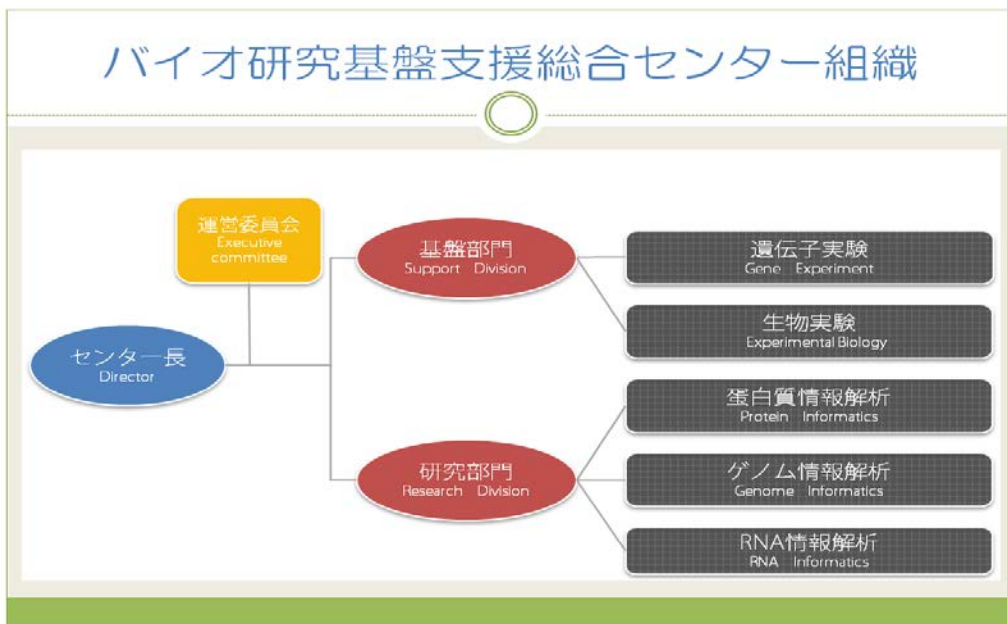 バイオ研究基盤支援総合センター組織
運営委員会
Executive
committee
センター長
Director
基盤部門
Support Division
遺伝子実験
Gene Experiment
生物実験
Experimental Biology
研究部門
Research Division
蛋白質情報解析
Protein Informatics
ゲノム情報解析
Genome Informatics
RNA情報解析
RNA Informatics